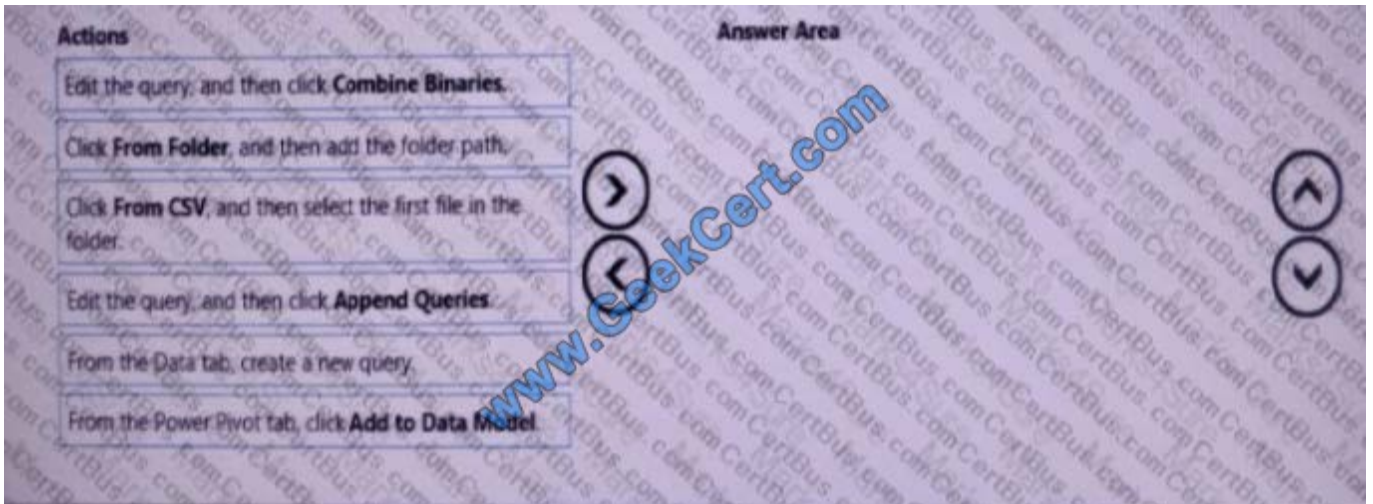 Actions
Answer Area
Edit the query, and then click Combine Binaries.
Click From Folder, and then add the folder path.
Click From CSV, and then select the first file in the
folder.
Edit the query, and then click Append Queries.
From the Data tab, create a new query.
From the Power Pivot tab, click Add to Data Model.
www.GeekCert.com